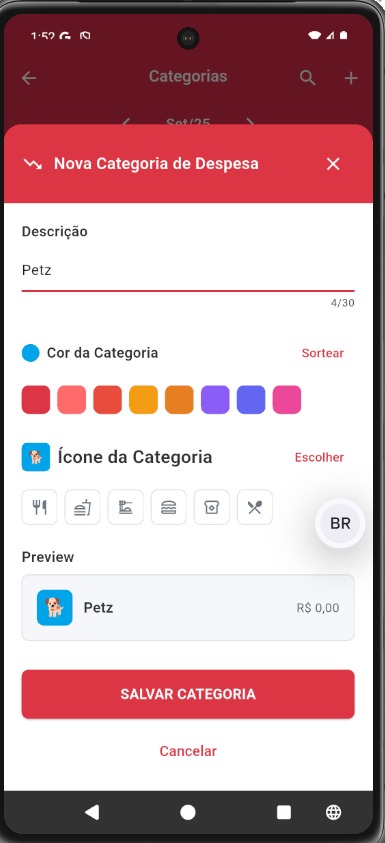 1:52
Categorias
Set/25
Nova Categoria de Despesa
Descrição
Petz
4/30
Cor da Categoria
Sortear
Ícone da Categoria
Escolher
BR
Preview
Petz
R$ 0,00
SALVAR CATEGORIA
Cancelar